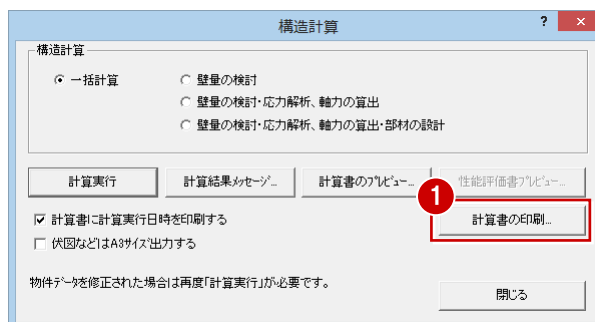 構造計算
? ×
構造計算
一括計算
壁量の検討
壁量の検討・応力解析、軸力の算出
壁量の検討・応力解析、軸力の算出・部材の設計
計算実行 計算結果ﾒｯｾｰｼﾞ... 計算書のﾌﾟﾚﾋﾞｭｰ... 性能評価書ﾌﾟﾚﾋﾞｭｰ...
1
計算書に計算実行日時を印刷する 計算書の印刷...
伏図などはA3ｻｲｽﾞ出力する
物件ﾃﾞｰﾀを修正された場合は再度「計算実行」が必要です。
閉じる